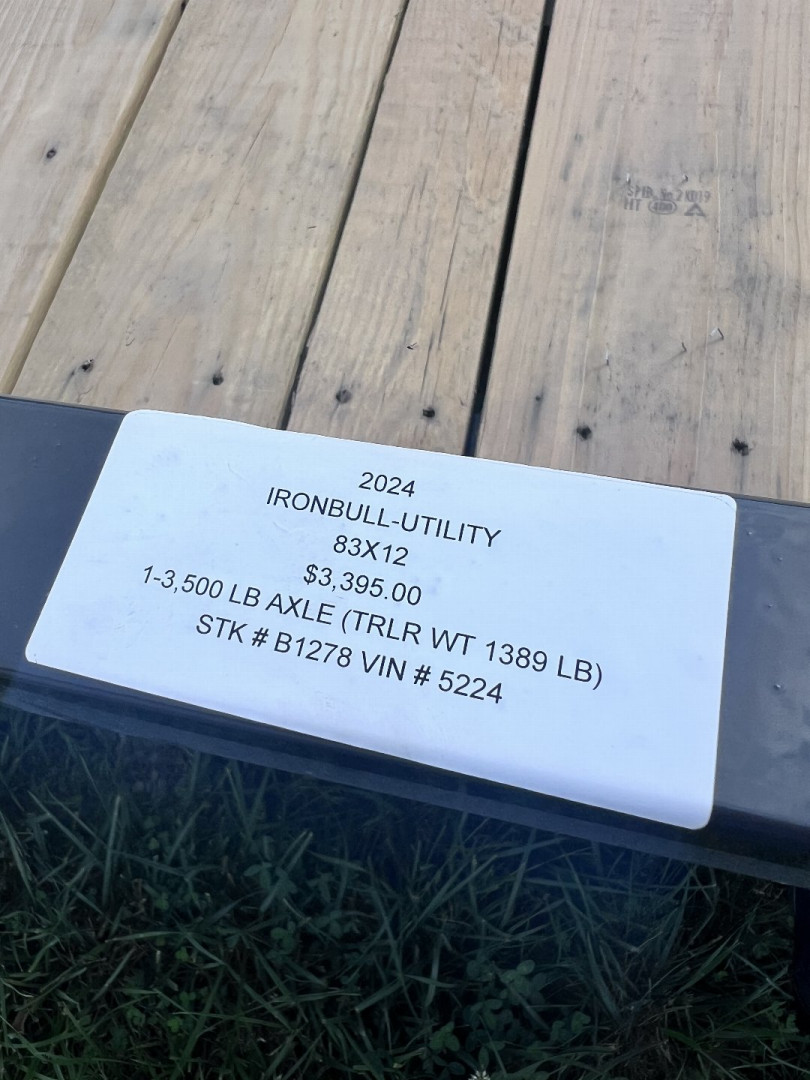 HT
2024
IRONBULL-UTILITY
83X12
$3,395.00
1-3,500 LB AXLE (TRLR WT 1389 LB)
STK # B1278 VIN # 5224